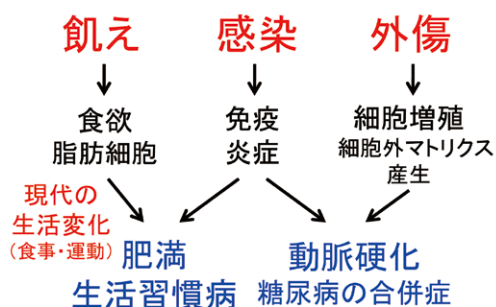 飢え
感染
外傷
食欲
脂肪細胞
免疫
炎症
細胞増殖
細胞外マトリクス
産生
現代の
生活変化
(食事・運動)
肥満
生活習慣病
動脈硬化
糖尿病の合併症